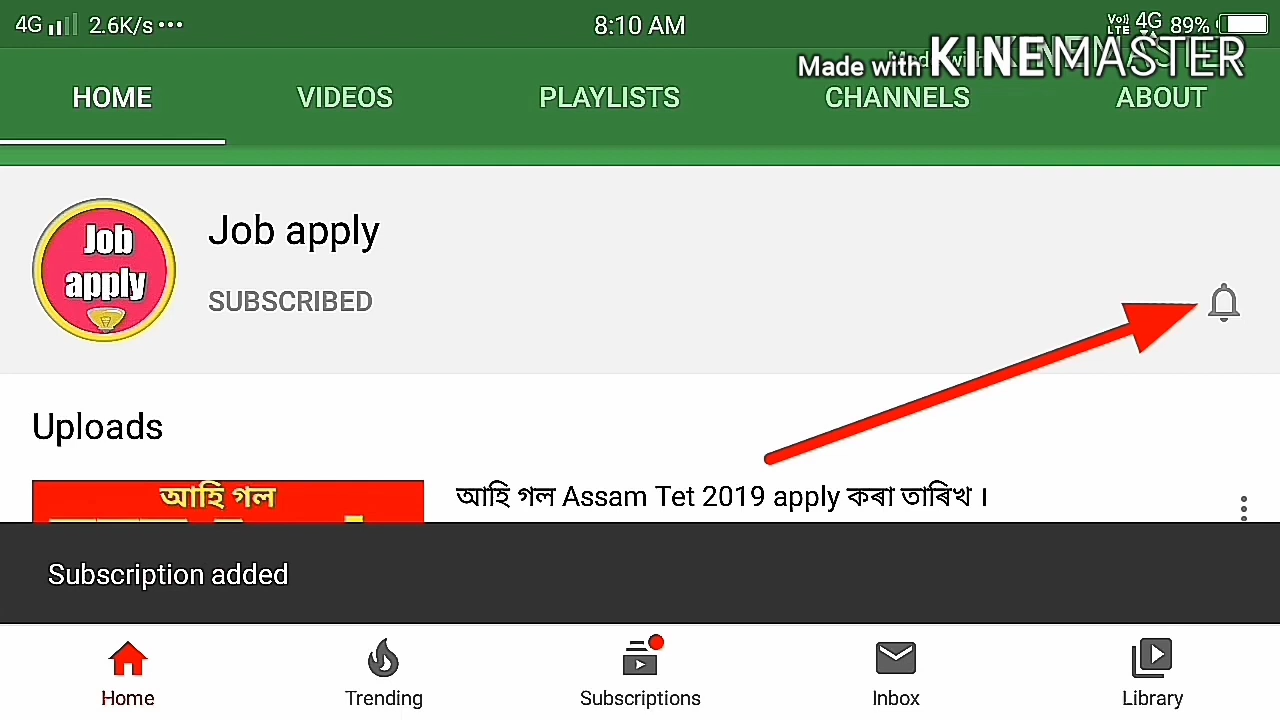 4G 2.6K/s ... 8:10 AM VoLTE 4G 89%
Made with KINEMASTER
HOME VIDEOS PLAYLISTS CHANNELS ABOUT
Job apply
Job apply
SUBSCRIBED
Uploads
আহি গল
আহি গল Assam Tet 2019 apply কৰা তাৰিখ ।
Subscription added
Home Trending Subscriptions Inbox Library